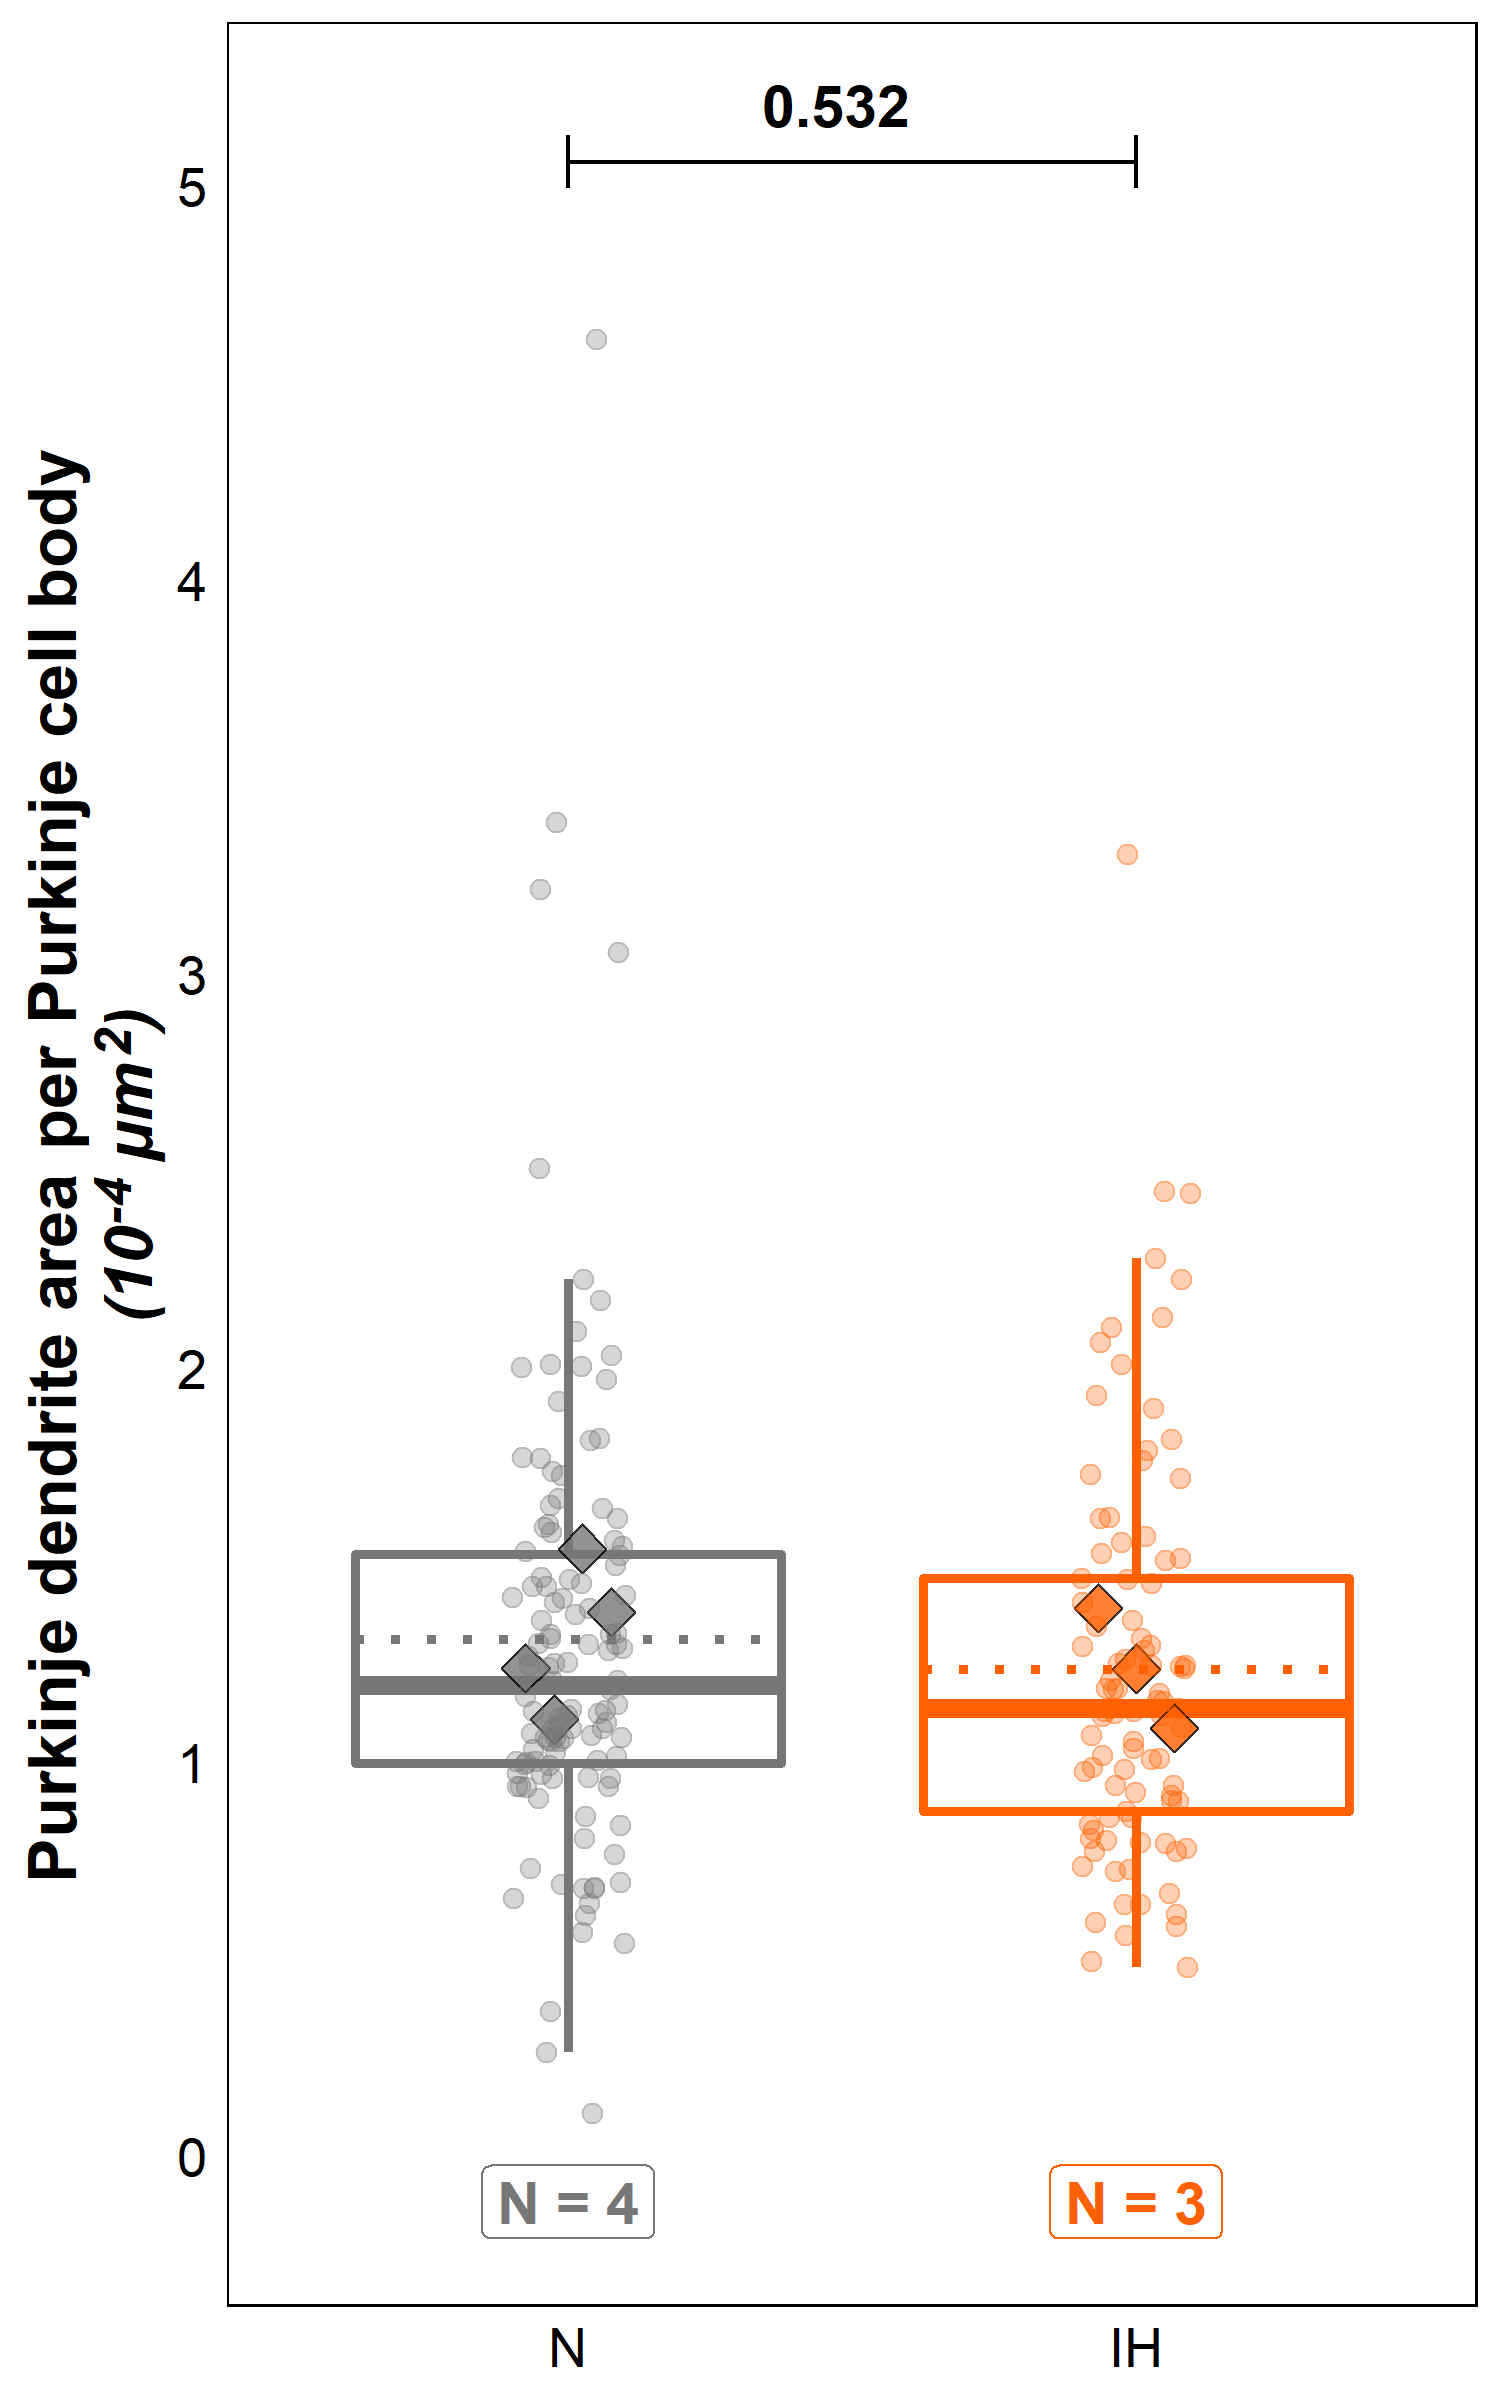 0.532
5
4
3
2
1
0
Purkinje dendrite area per Purkinje cell body
(10-4 µm2)
N = 4
N = 3
N
IH